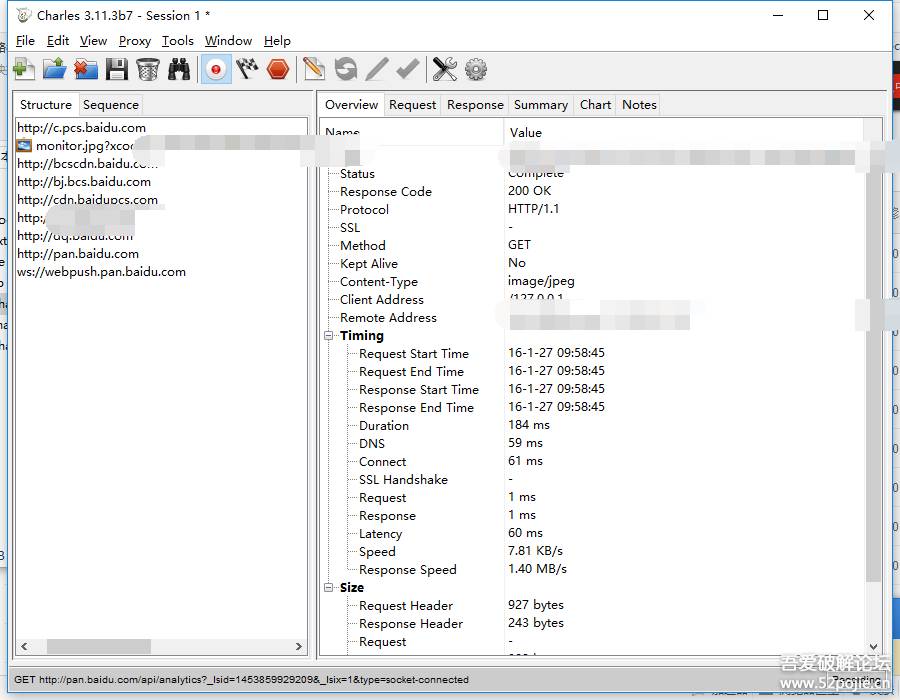 Charles 3.11.3b7 - Session 1 *
File Edit View Proxy Tools Window Help
Structure Sequence
Overview Request Response Summary Chart Notes
http://c.pcs.baidu.com
monitor.jpg?xcod
http://bcscdn.baidu.com
http://bj.bcs.baidu.com
http://cdn.baidupcs.com
http:/
http://dq.baidu.com
http://pan.baidu.com
ws://webpush.pan.baidu.com
Name Value
Status Complete
Response Code 200 OK
Protocol HTTP/1.1
SSL -
Method GET
Kept Alive No
Content-Type image/jpeg
Client Address /127.0.0.1
Remote Address
Timing
Request Start Time 16-1-27 09:58:45
Request End Time 16-1-27 09:58:45
Response Start Time 16-1-27 09:58:45
Response End Time 16-1-27 09:58:45
Duration 184 ms
DNS 59 ms
Connect 61 ms
SSL Handshake -
Request 1 ms
Response 1 ms
Latency 60 ms
Speed 7.81 KB/s
Response Speed 1.40 MB/s
Size
Request Header 927 bytes
Response Header 243 bytes
Request -
GET http://pan.baidu.com/api/analytics?_lsid=1453859929209&_lsix=1&type=socket-connected
Recording
吾爱破解论坛
www.52pojie.cn